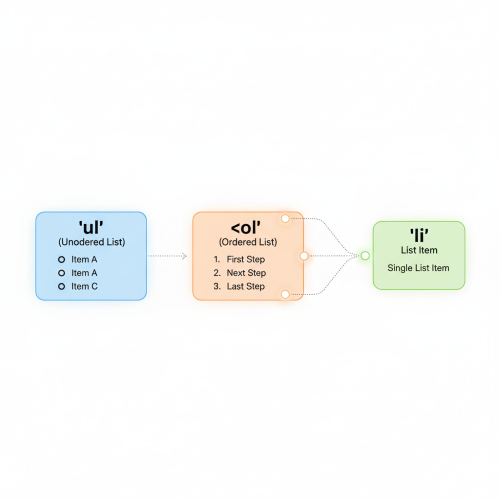 'ul'
(Unodered List)
Item A
Item A
Item C
<ol'
(Ordered List)
1. First Step
2. Next Step
3. Last Step
'li'
List Item
Single List Item